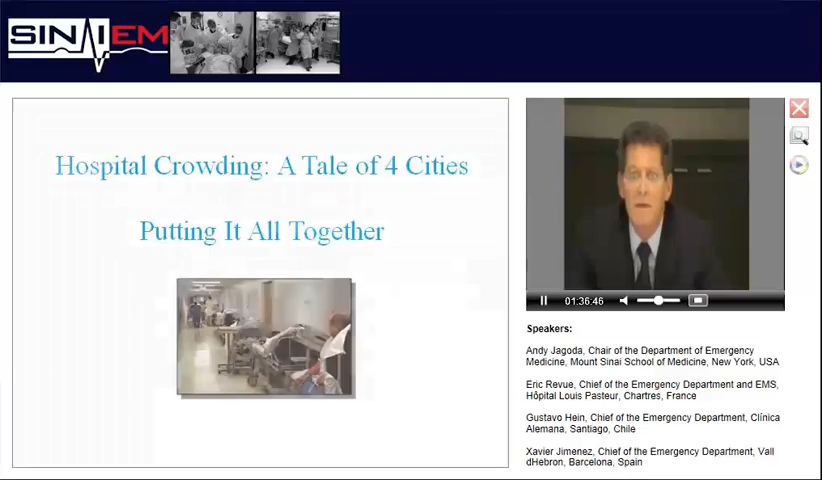 SINAIEM
Hospital Crowding: A Tale of 4 Cities
Putting It All Together
01:36:46
Speakers:
Andy Jagoda, Chair of the Department of Emergency
Medicine, Mount Sinai School of Medicine, New York, USA
Eric Revue, Chief of the Emergency Department and EMS,
Hôpital Louis Pasteur, Chartres, France
Gustavo Hein, Chief of the Emergency Department, Clínica
Alemana, Santiago, Chile
Xavier Jimenez, Chief of the Emergency Department, Vall
dHebron, Barcelona, Spain